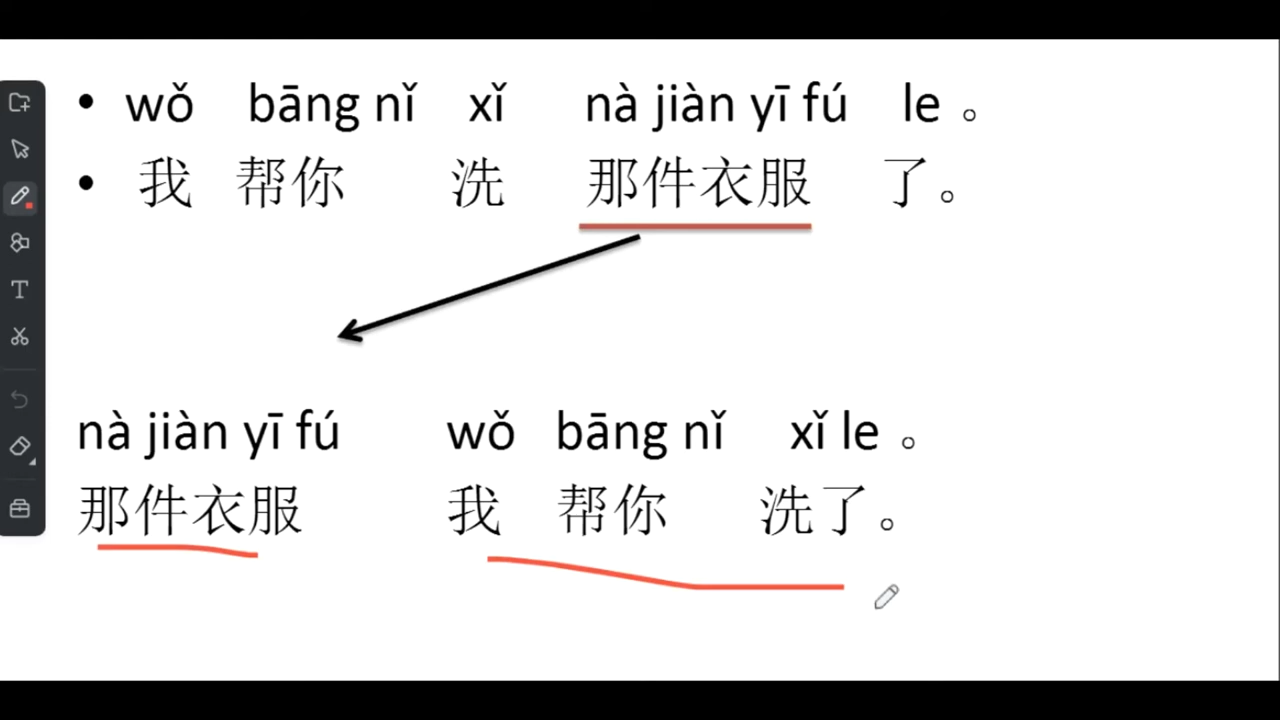 • wǒ bāng nǐ xǐ nà jiàn yī fú le 。
• 我 帮你 洗 那件衣服 了。
nà jiàn yī fú wǒ bāng nǐ xǐ le 。
那件衣服 我 帮你 洗了。